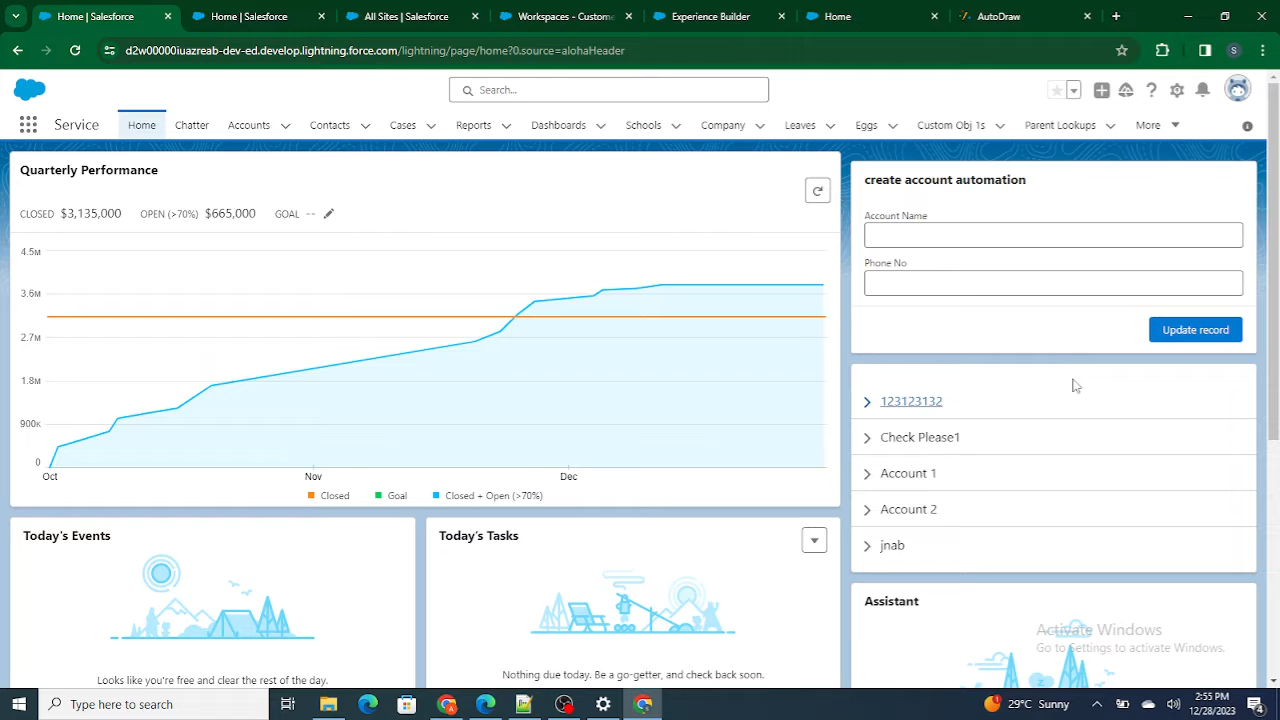 Home | Salesforce
Home | Salesforce
All Sites | Salesforce
Workspaces - Custome
Experience Builder
Home
AutoDraw
d2w00000iuazreab-dev-ed.develop.lightning.force.com/lightning/page/home?0.source=alohaHeader
S
Search...
Service
Home
Chatter
Accounts
Contacts
Cases
Reports
Dashboards
Schools
Company
Leaves
Eggs
Custom Obj 1s
Parent Lookups
More
Quarterly Performance
CLOSED $3,135,000 OPEN (>70%) $665,000 GOAL --
4.5M
3.6M
2.7M
1.8M
900K
0
Oct
Nov
Dec
Closed
Goal
Closed + Open (>70%)
Today's Events
Looks like you're free and clear the rest of the day.
Today's Tasks
Nothing due today. Be a go-getter, and check back soon.
create account automation
Account Name
Phone No
Update record
123123132
Check Please1
Account 1
Account 2
jnab
Assistant
Activate Windows
Go to Settings to activate Windows.
Type here to search
29°C Sunny
2:55 PM
12/28/2023
4